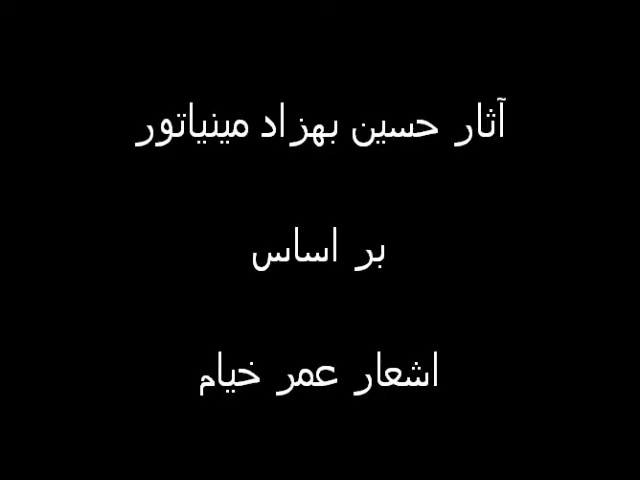 آثار حسین بهزاد مینیاتور
بر اساس
اشعار عمر خیام